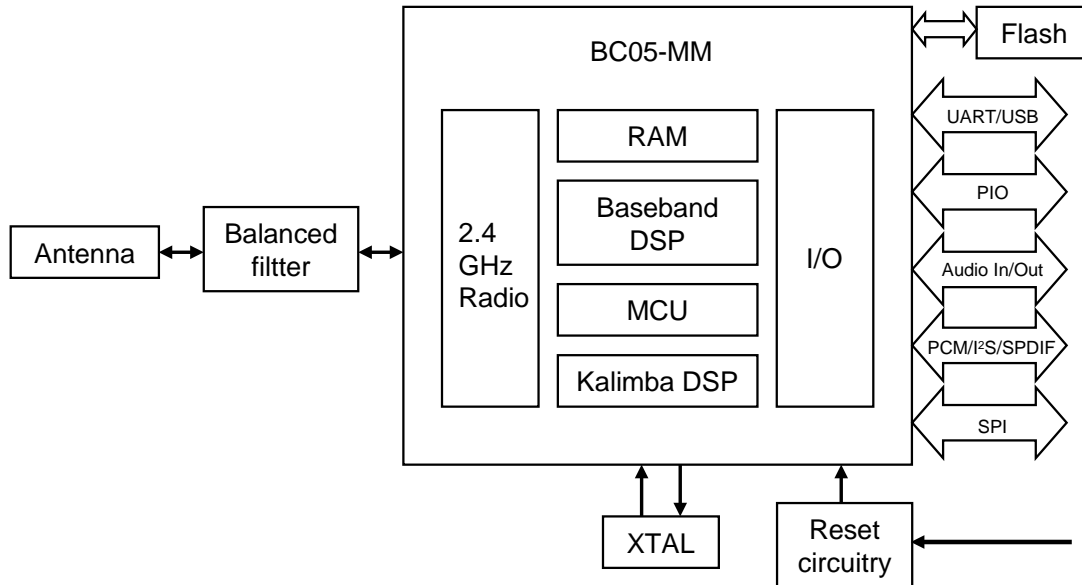 BC05-MM
Flash
RAM
Baseband
DSP
MCU
Kalimba DSP
2.4
GHz
Radio
I/O
UART/USB
PIO
Audio In/Out
PCM/I²S/SPDIF
SPI
Antenna
Balanced
filtter
XTAL
Reset
circuitry